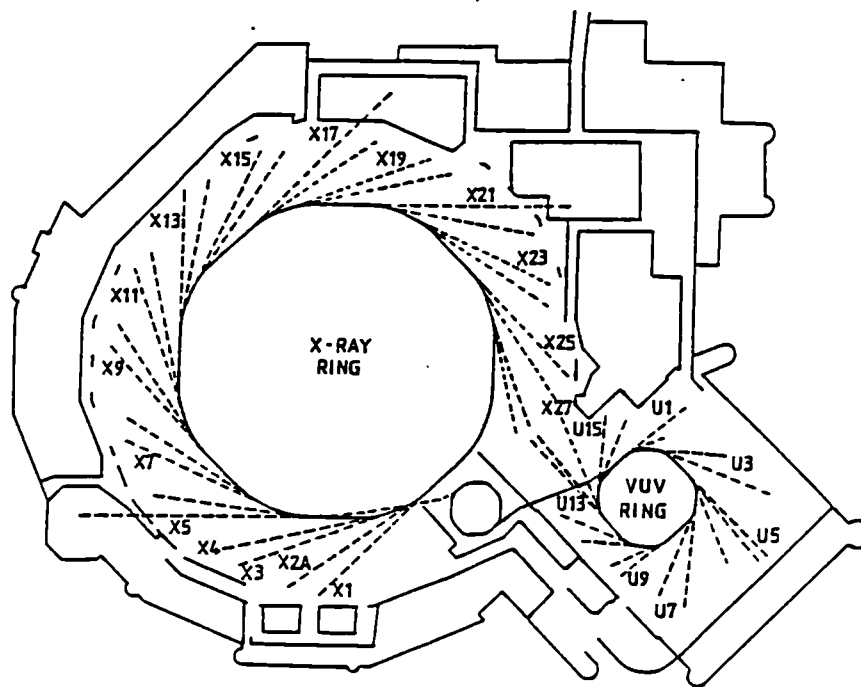 X17
X15
X19
X21
X13
X23
X11
X-RAY
RING
X25
X9
X27
U1
U15
X7
U3
VUV
RING
U13
X5
U5
X4
X3
X2A
X1
U9
U7